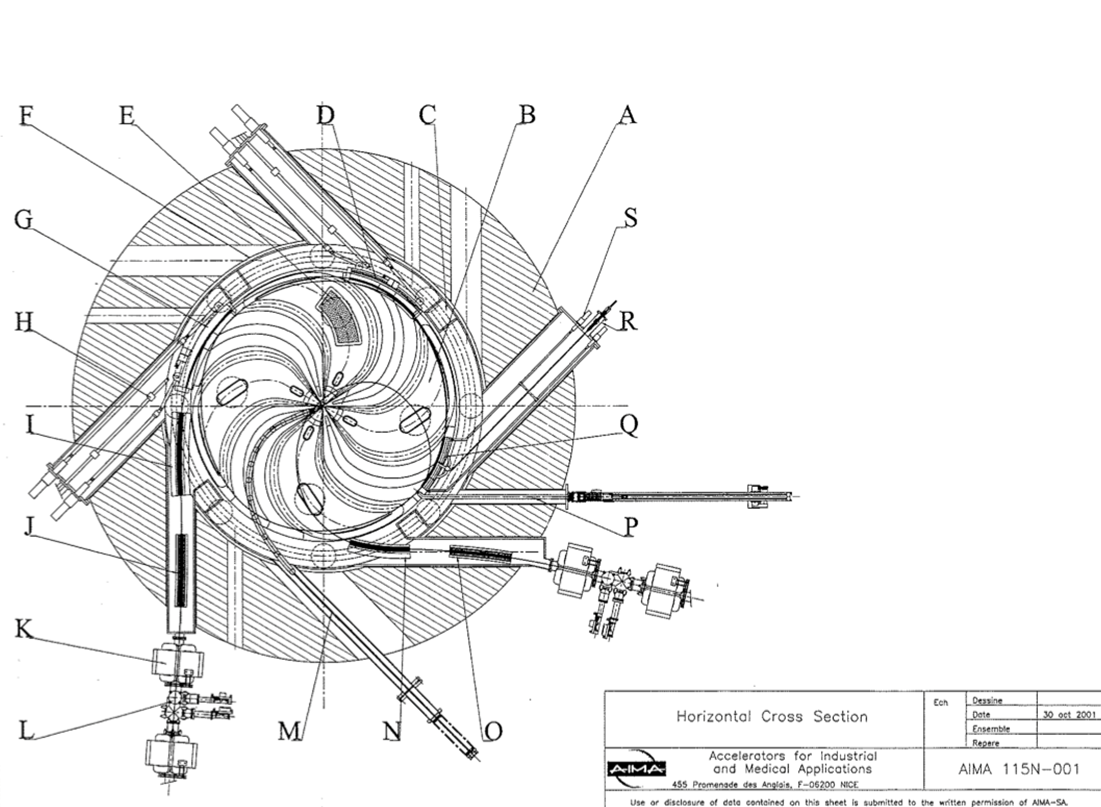 F E D C B A
G S
H R
I Q
J P
K
L M N O
Horizontal Cross Section
Ech
Dessine
Date 30 oct 2001
Ensemble
Repere
AIMA
Accelerators for Industrial
and Medical Applications
455 Promenade des Anglais, F-06200 NICE
AIMA 115N-001
Use or disclosure of data contained on this sheet is submitted to the written permission of AIMA-SA.